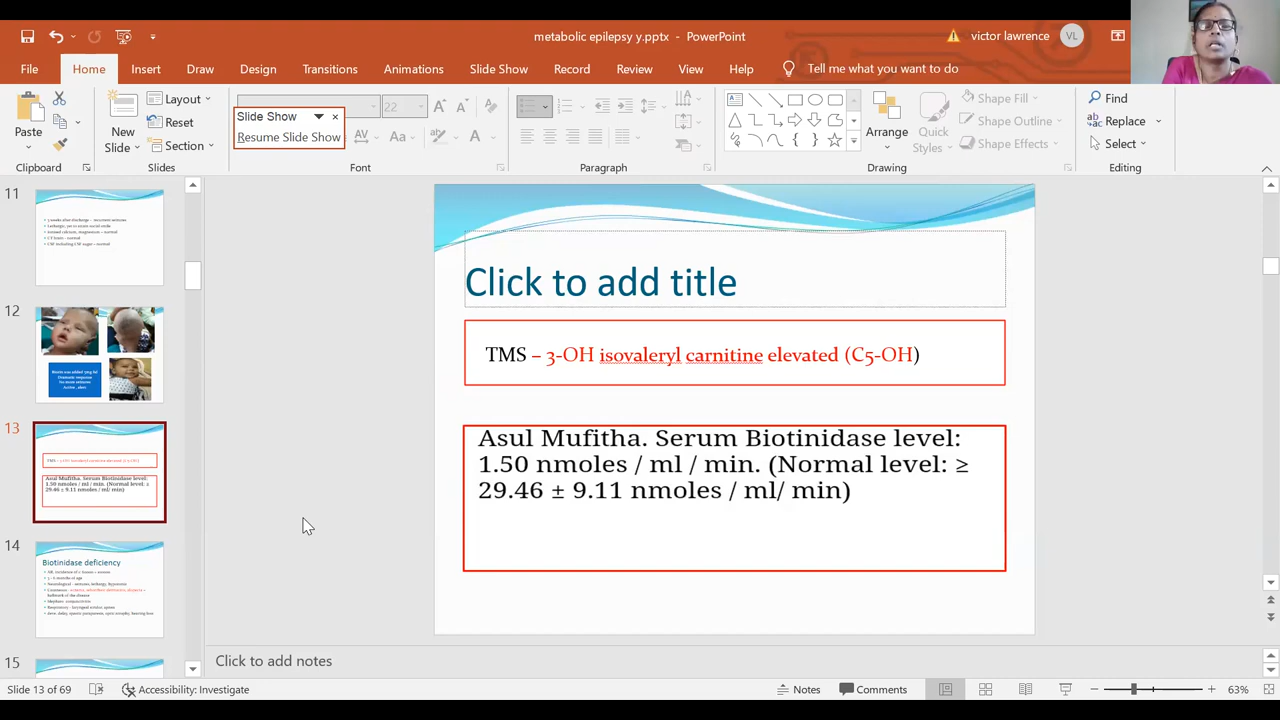 metabolic epilepsy y.pptx - PowerPoint
victor lawrence
VL
File
Home
Insert
Draw
Design
Transitions
Animations
Slide Show
Record
Review
View
Help
Tell me what you want to do
Paste
Clipboard
New
Slide
Layout
Reset
Section
Slides
22
Slide Show
Resume Slide Show
Font
Paragraph
Arrange
Quick
Styles
Shape Fill
Shape Outline
Shape Effects
Drawing
Find
Replace
Select
Editing
11
12
13
14
Biotinidase deficiency
15
Click to add title
TMS – 3-OH isovaleryl carnitine elevated (C5-OH)
Asul Mufitha. Serum Biotinidase level:
1.50 nmoles / ml / min. (Normal level: ≥
29.46 ± 9.11 nmoles / ml/ min)
Click to add notes
Slide 13 of 69
Accessibility: Investigate
Notes
Comments
63%